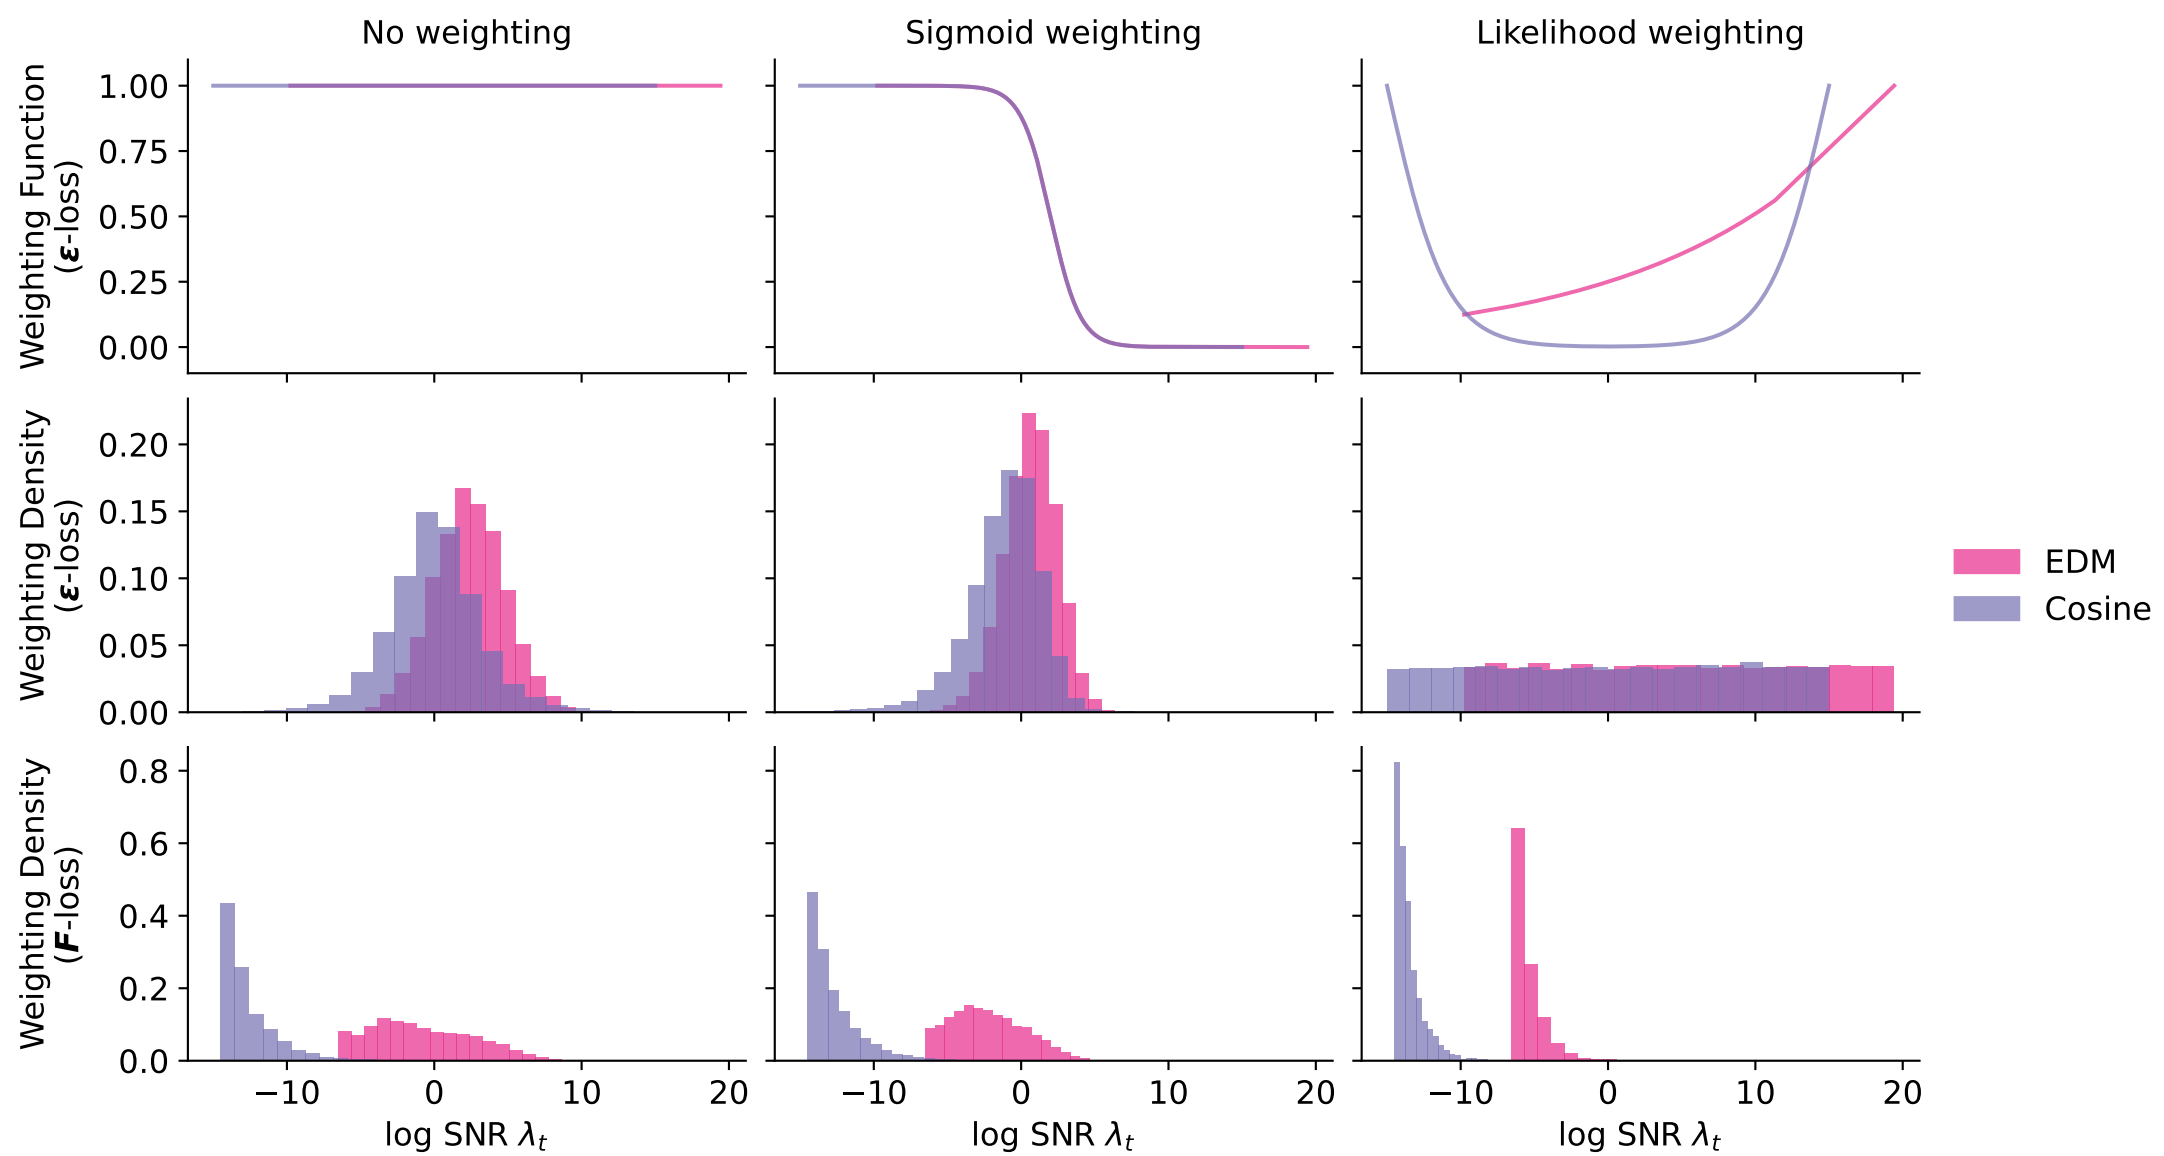 No weighting
Sigmoid weighting
Likelihood weighting
Weighting Function
(ε-loss)
1.00
0.75
0.50
0.25
0.00
Weighting Density
(ε-loss)
0.20
0.15
0.10
0.05
0.00
EDM
Cosine
Weighting Density
(F-loss)
0.8
0.6
0.4
0.2
0.0
−10 0 10 20
−10 0 10 20
−10 0 10 20
log SNR λt
log SNR λt
log SNR λt